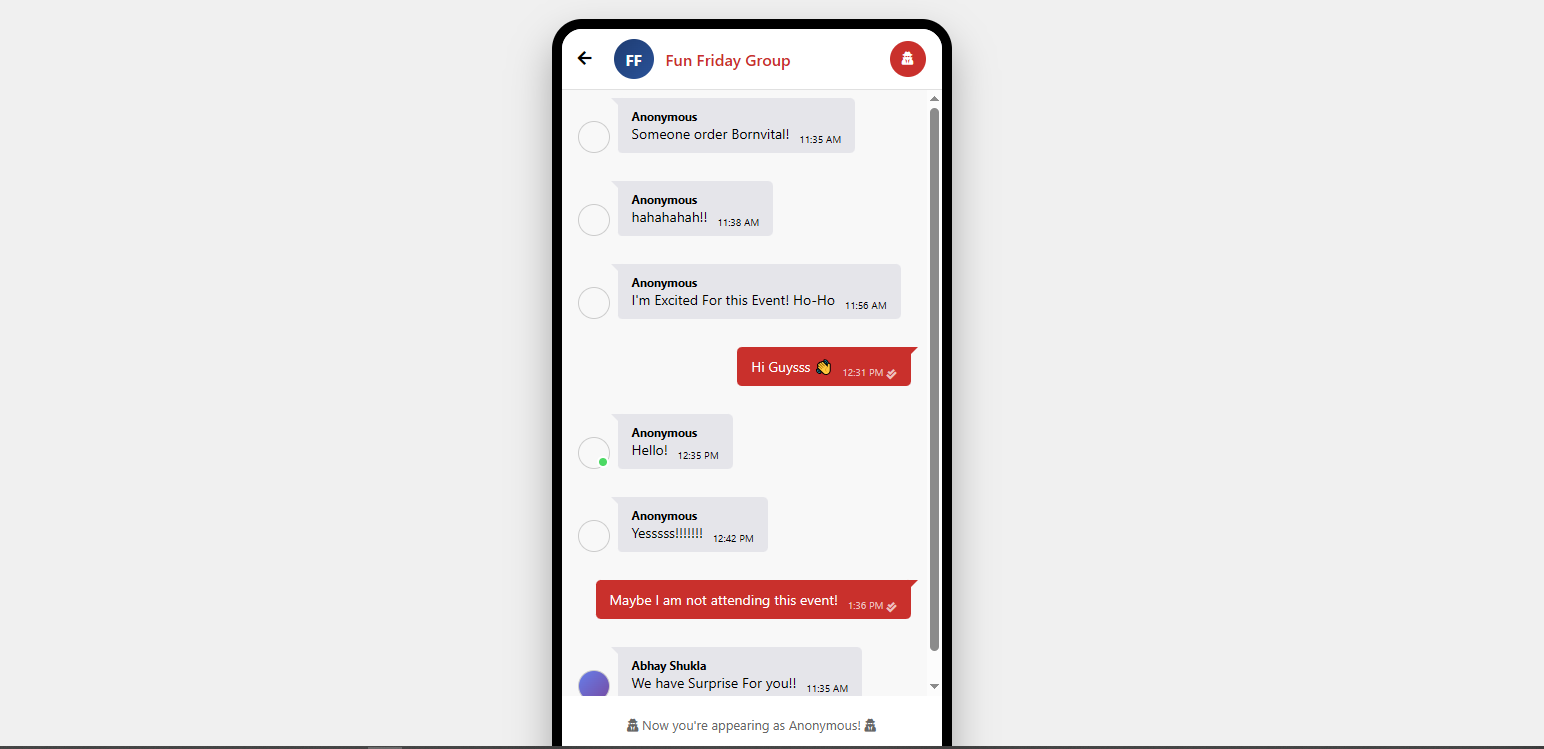 FF Fun Friday Group
Anonymous
Someone order Bornvital! 11:35 AM
Anonymous
hahahahah!! 11:38 AM
Anonymous
I'm Excited For this Event! Ho-Ho 11:56 AM
Hi Guysss 👏 12:31 PM
Anonymous
Hello! 12:35 PM
Anonymous
Yesssss!!!!!!! 12:42 PM
Maybe I am not attending this event! 1:36 PM
Abhay Shukla
We have Surprise For you!! 11:35 AM
Now you're appearing as Anonymous!